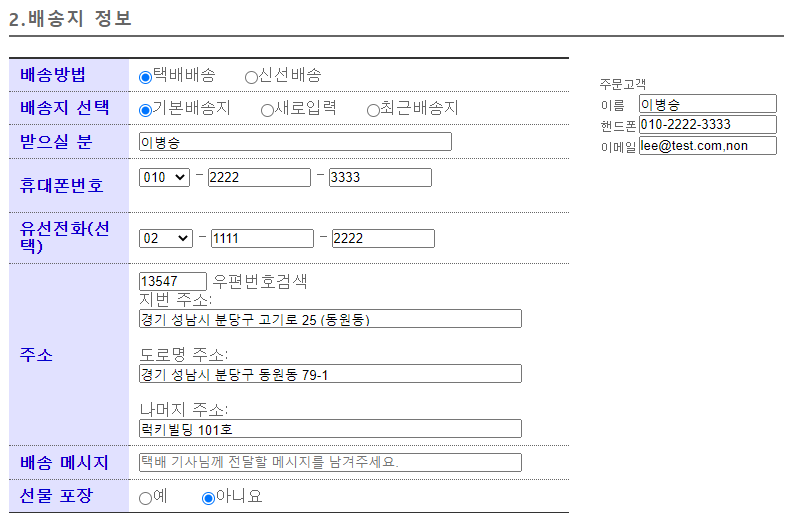 2.배송지 정보
배송방법 택배배송 신선배송
배송지 선택 기본배송지 새로입력 최근배송지
받으실 분 이병승
휴대폰번호 010 - 2222 - 3333
유선전화(선
택) 02 - 1111 - 2222
주소
13547 우편번호검색
지번 주소:
경기 성남시 분당구 고기로 25 (동원동)
도로명 주소:
경기 성남시 분당구 동원동 79-1
나머지 주소:
럭키빌딩 101호
배송 메시지 택배 기사님께 전달할 메시지를 남겨주세요.
선물 포장 예 아니요
주문고객
이름 이병승
핸드폰 010-2222-3333
이메일 lee@test.com,non